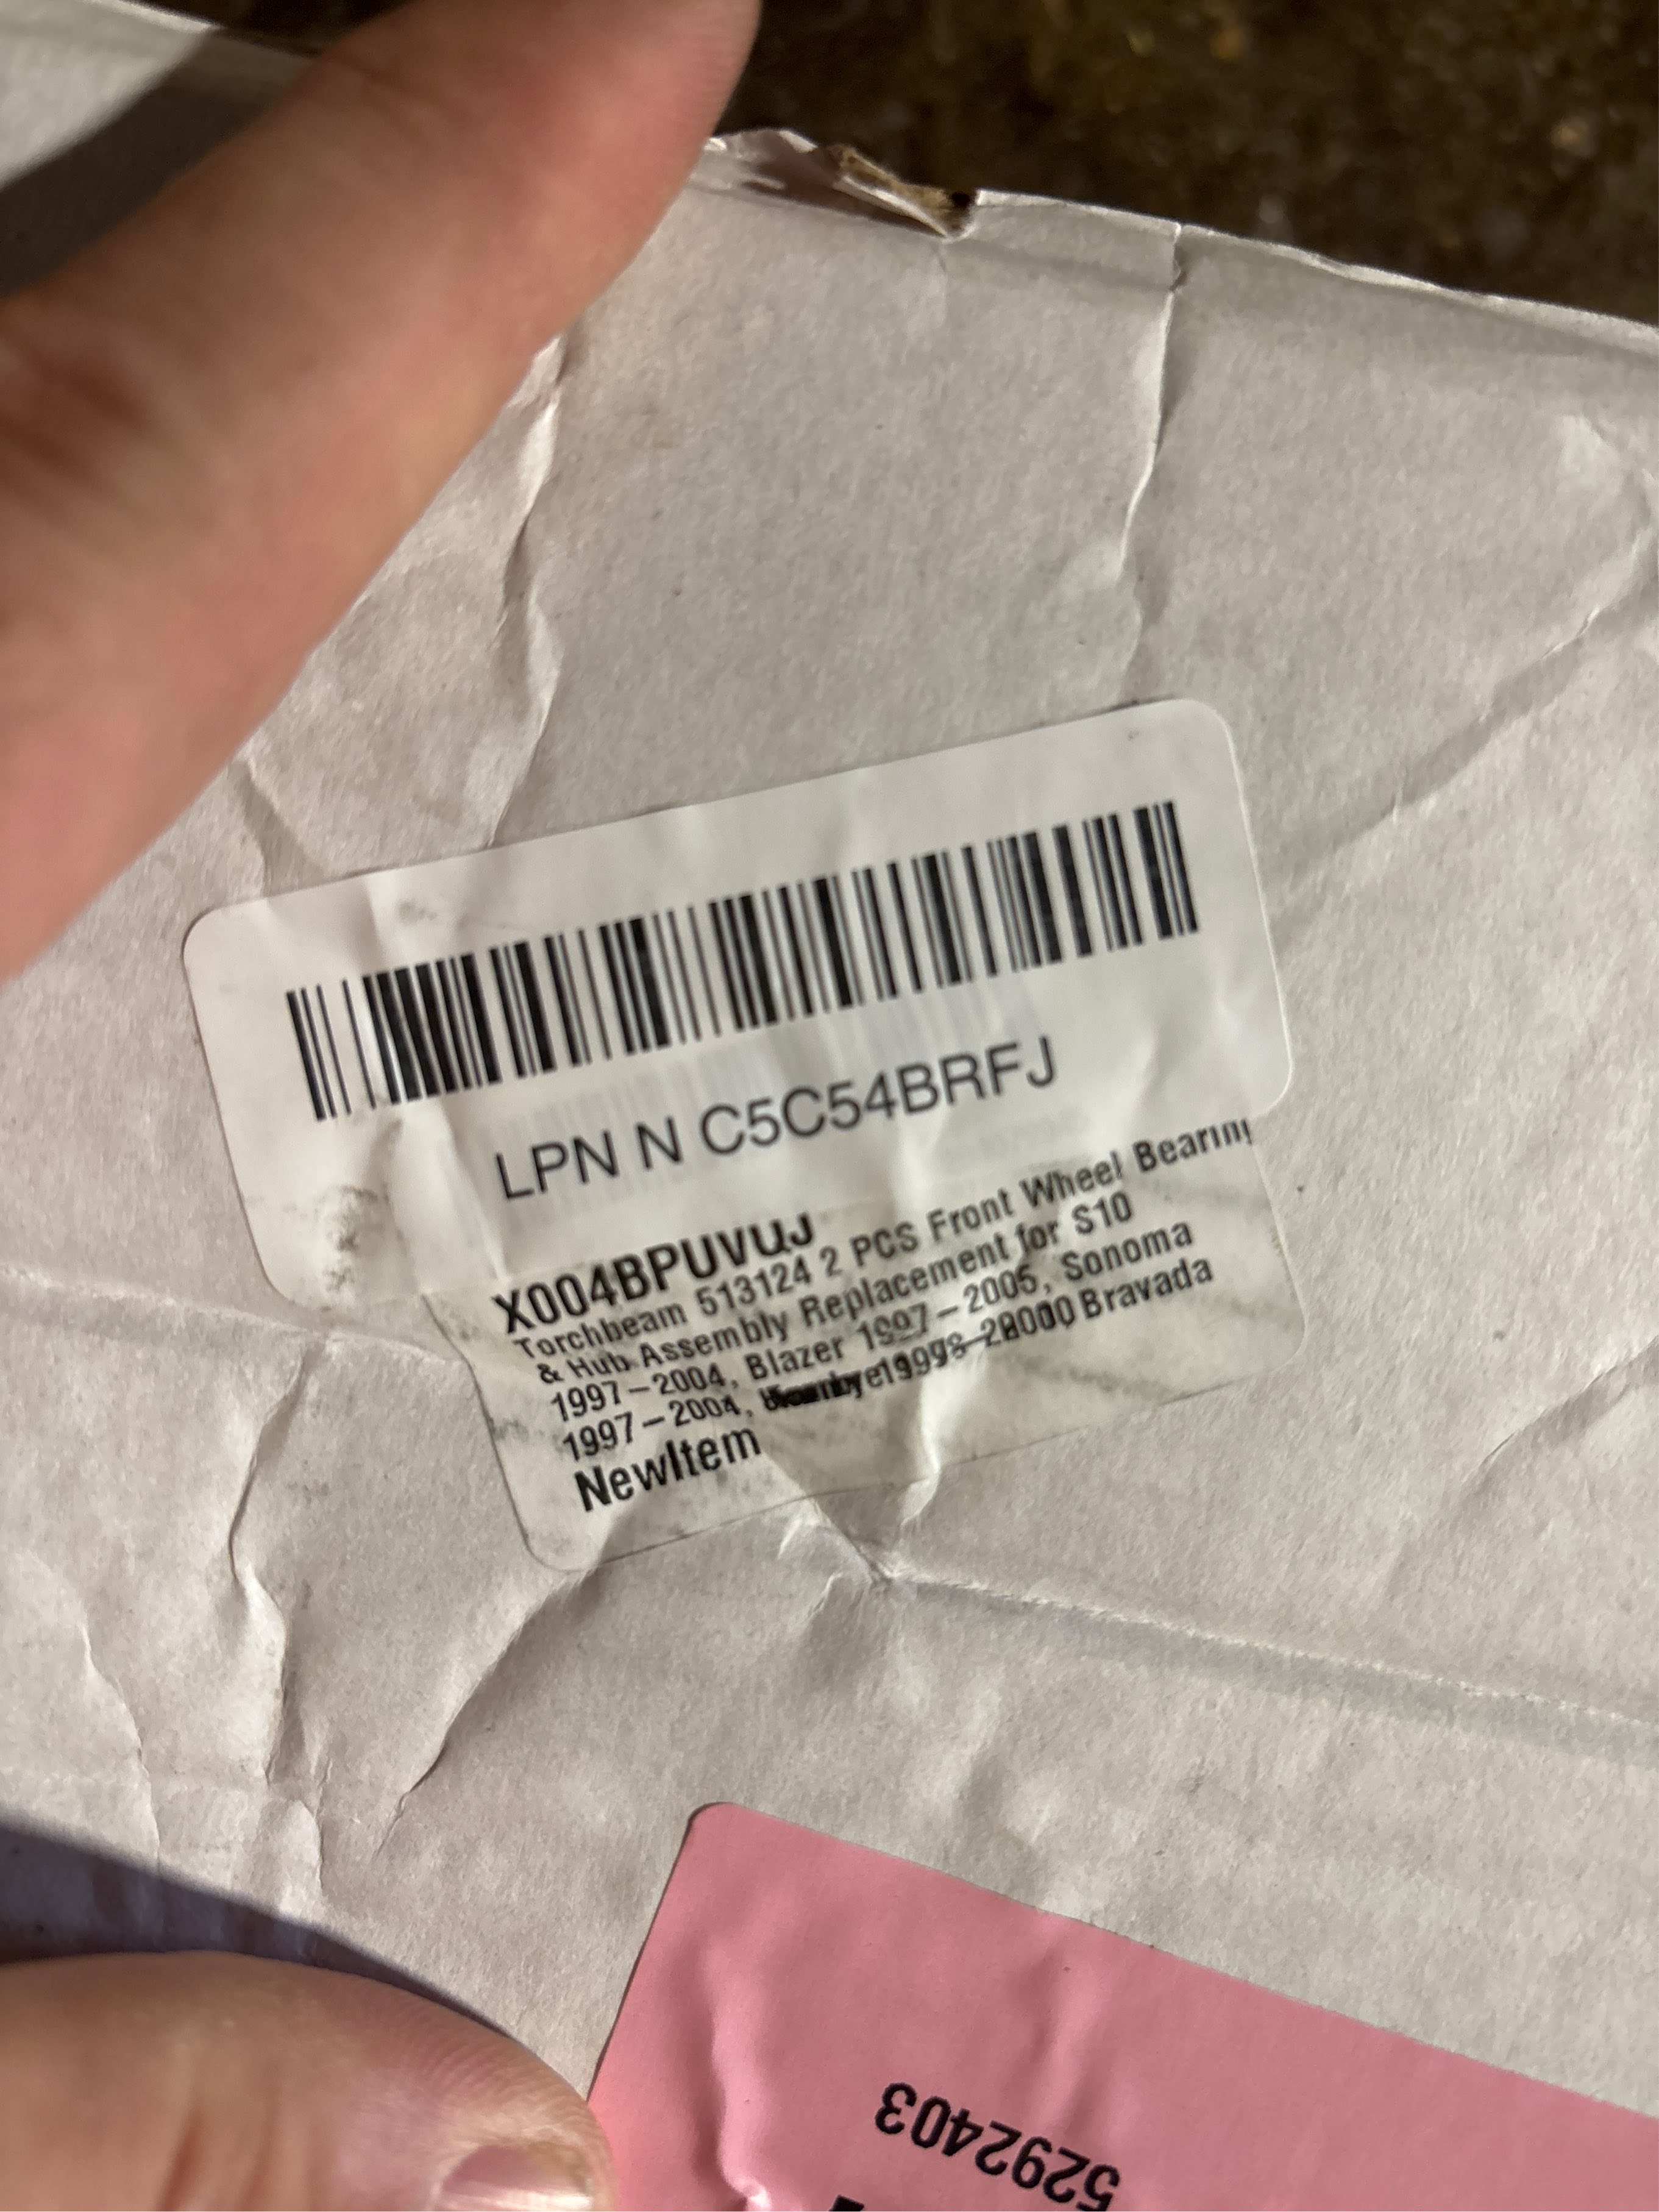 LPN N C5C54BRFJ
X004BPUVUJ
Torchbeam 513124 2 PCS Front Wheel Bearing
& Hub Assembly Replacement for S10
1997-2004, Blazer 1997-2005, Sonoma
1997-2004, Bravada
NewItem
5292403